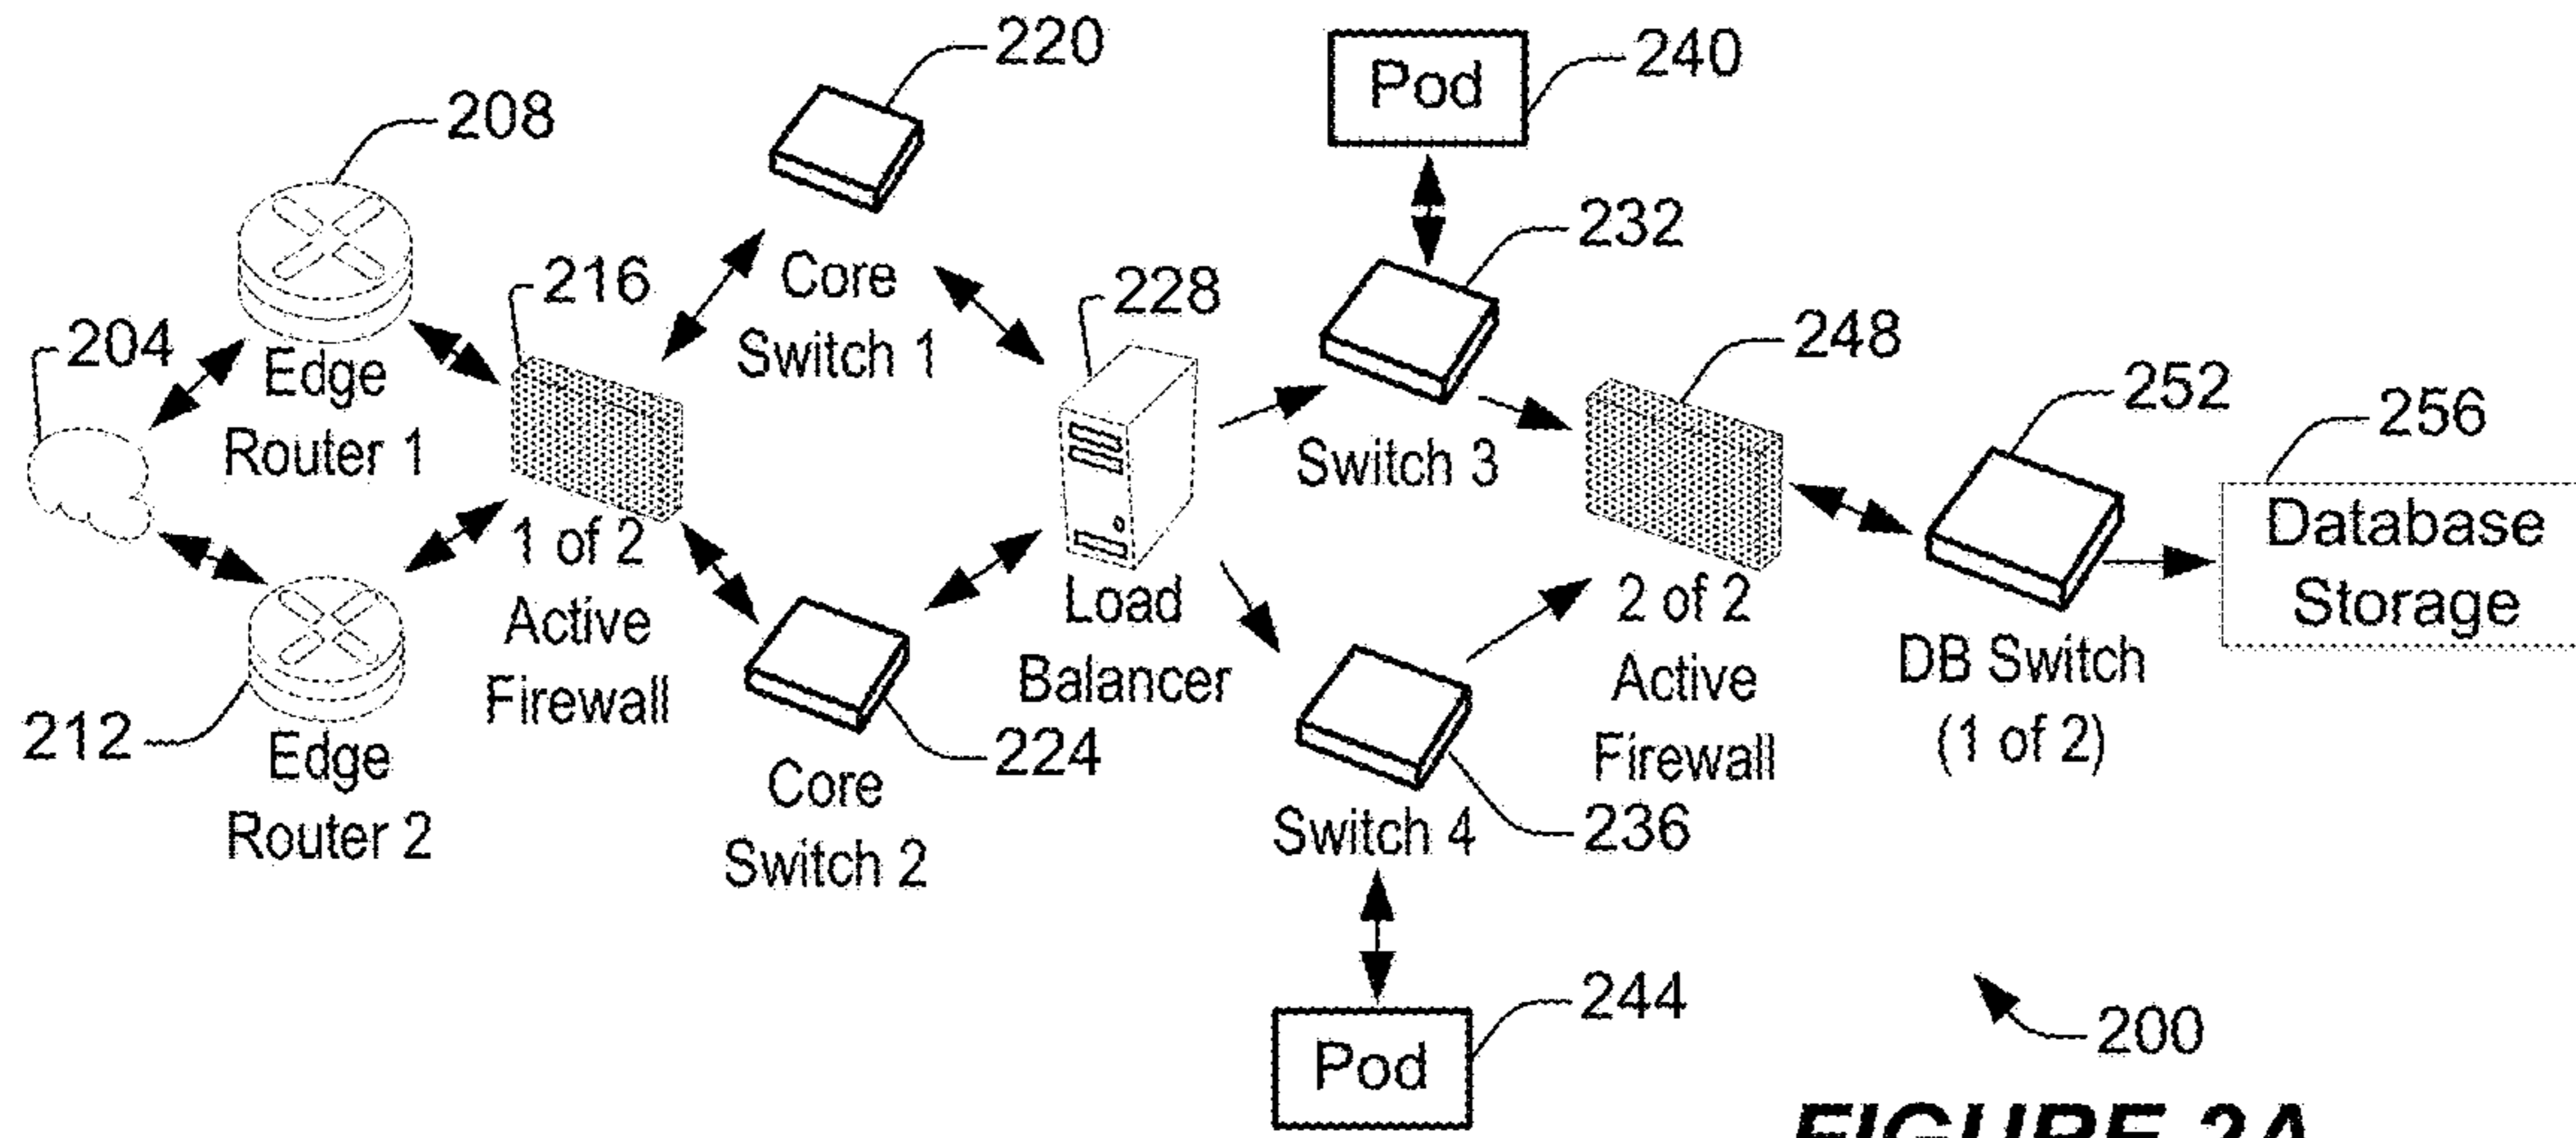 220
Pod
240
208
232
Core
Switch 1
216
228
204
Edge
Router 1
248
252
256
Switch 3
Database
Storage
1 of 2
Active
Firewall
Load
Balancer
2 of 2
Active
Firewall
DB Switch
(1 of 2)
212
Edge
Router 2
224
Core
Switch 2
Switch 4
236
244
Pod
200
FIGURE 2A